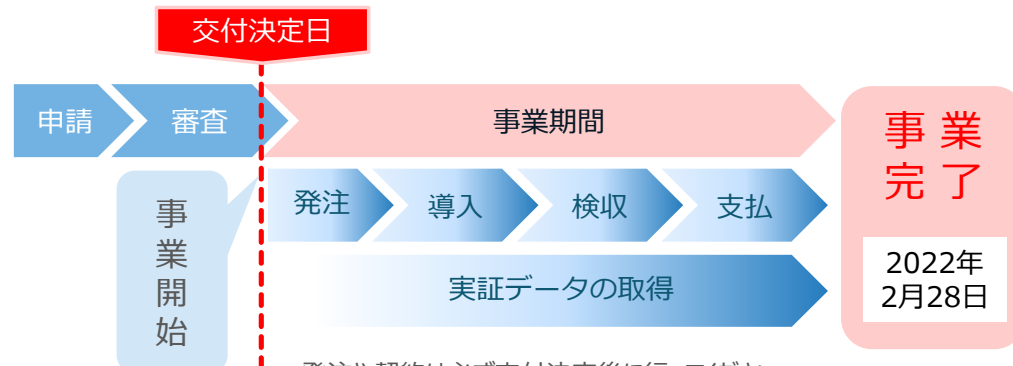 交付決定日
申請
審査
事業期間
事業
完了
発注
導入
検収
支払
事
業
開
始
実証データの取得
2022年
2月28日